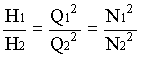 H₁/H₂ = Q₁²/Q₂² = N₁²/N₂²